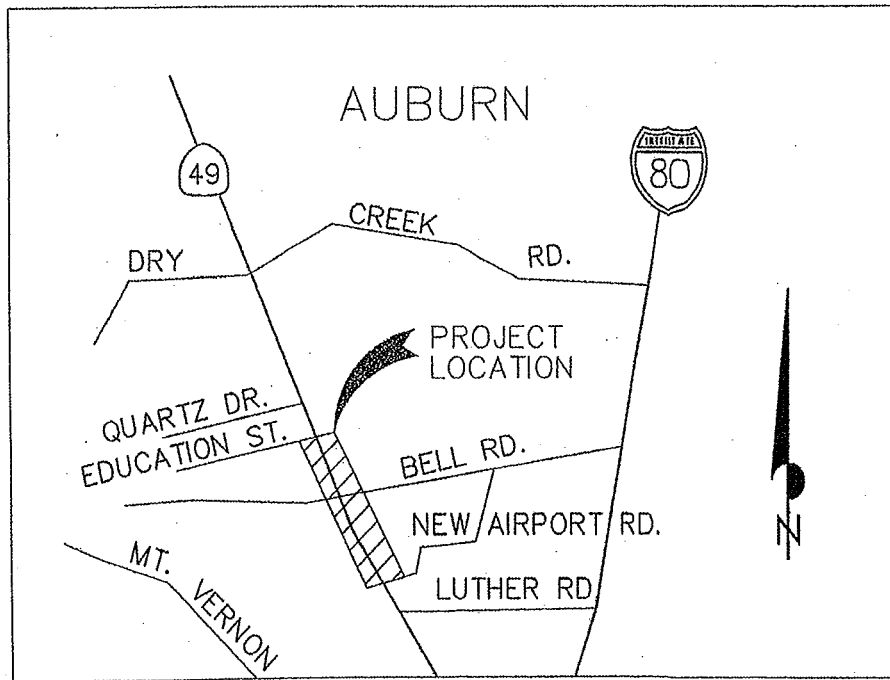 AUBURN
49
INTERSTATE
80
CREEK
DRY
RD.
PROJECT
LOCATION
QUARTZ DR.
EDUCATION ST.
BELL RD.
NEW AIRPORT RD.
MT.
VERNON
LUTHER RD
N